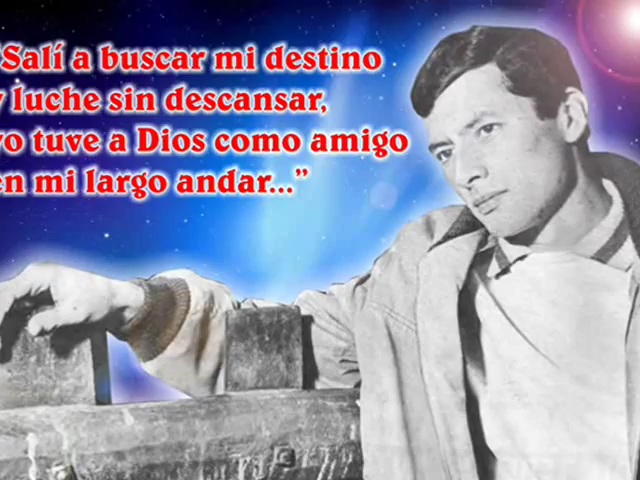 "Salí a buscar mi destino
y luche sin descansar,
yo tuve a Dios como amigo
en mi largo andar..."